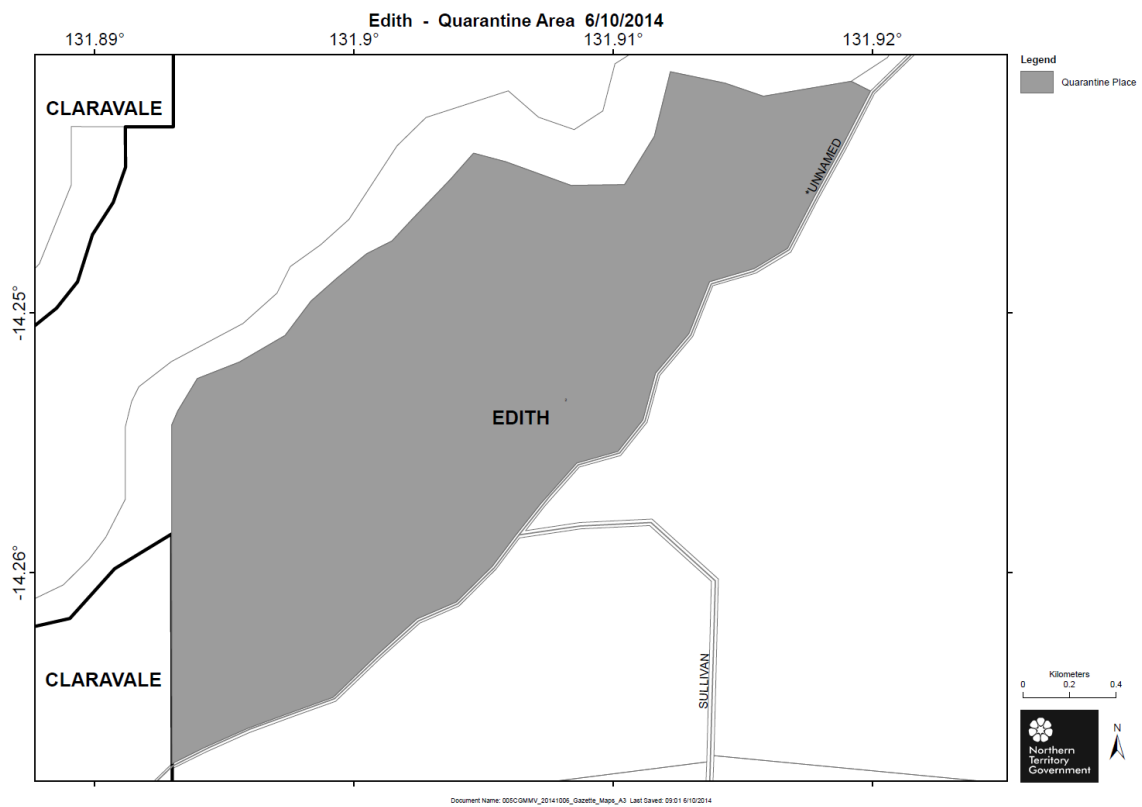 Edith - Quarantine Area 6/10/2014
131.89°
131.9°
131.91°
131.92°
Legend
Quarantine Place
CLARAVALE
*UNNAMED
-14.25°
EDITH
-14.26°
CLARAVALE
SULLIVAN
Kilometers
0 0.2 0.4
N
Northern
Territory
Government
Document Name: 005CGMMV_20141006_Gazette_Maps_A3 Last Saved: 09:01 6/10/2014